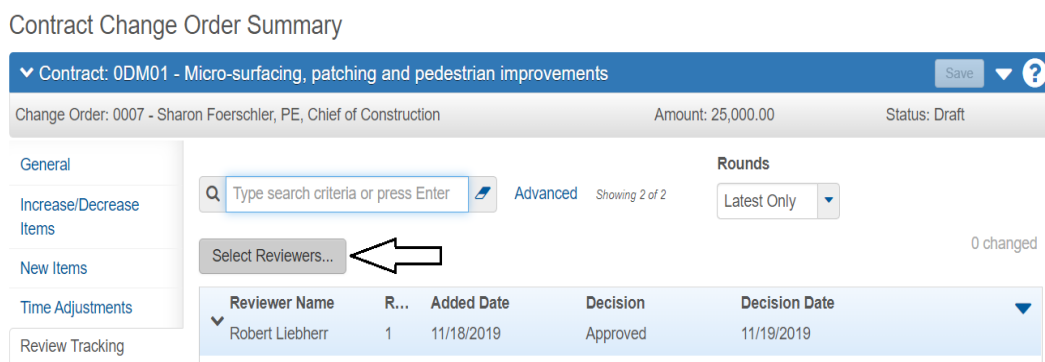 Contract Change Order Summary
Contract: 0DM01 - Micro-surfacing, patching and pedestrian improvements Save ?
Change Order: 0007 - Sharon Foerschler, PE, Chief of Construction Amount: 25,000.00 Status: Draft
General
Increase/Decrease
Items
New Items
Time Adjustments
Review Tracking
Rounds
Type search criteria or press Enter Advanced Showing 2 of 2 Latest Only
0 changed
Select Reviewers...
Reviewer Name R... Added Date Decision Decision Date
Robert Liebherr 1 11/18/2019 Approved 11/19/2019